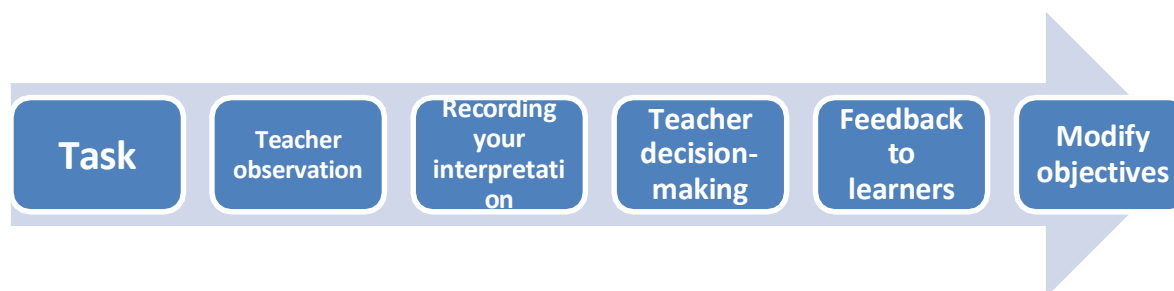 Task
Teacher
observation
Recording
your
interpretati
on
Teacher
decision-
making
Feedback
to
learners
Modify
objectives